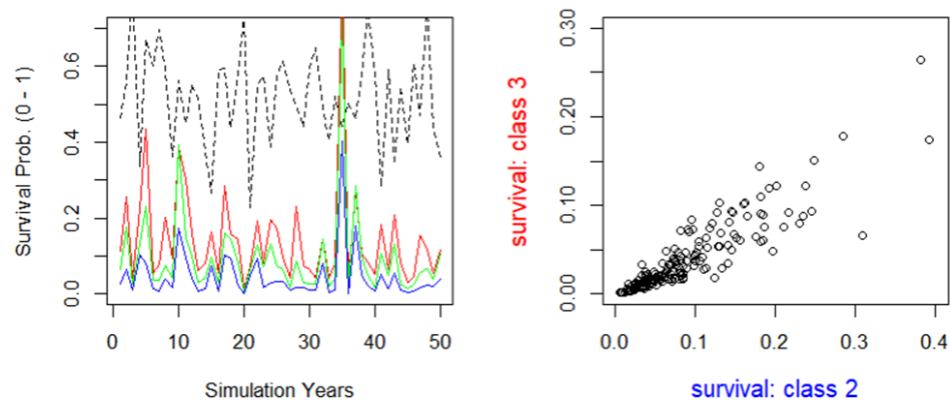 Survival Prob. (0 - 1)
0.6
0.4
0.2
0.0
0 10 20 30 40 50
Simulation Years
survival: class 3
0.30
0.20
0.10
0.00
0.0 0.1 0.2 0.3 0.4
survival: class 2